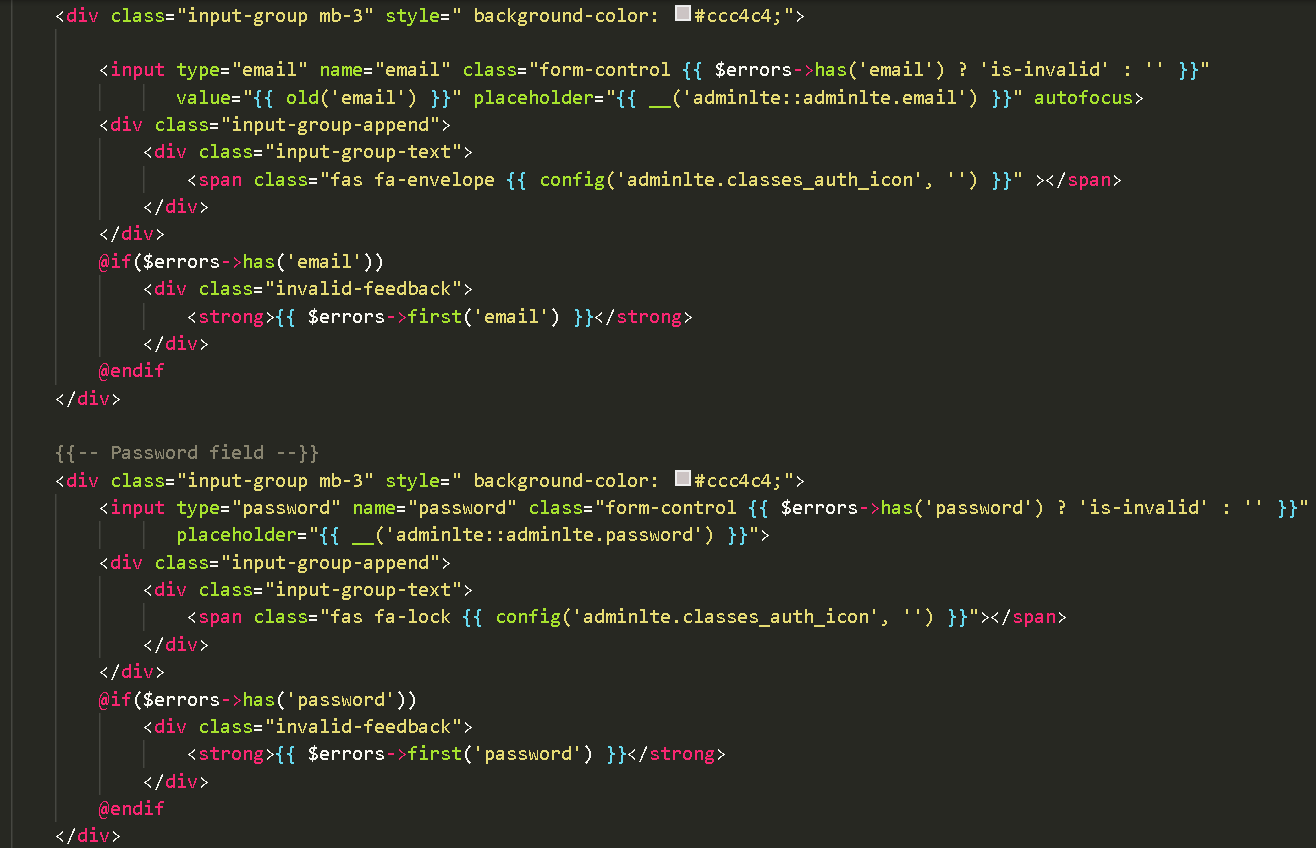 <div class="input-group mb-3" style=" background-color: #ccc4c4;">
<input type="email" name="email" class="form-control {{ $errors->has('email') ? 'is-invalid' : '' }}"
value="{{ old('email') }}" placeholder="{{ __('adminlte::adminlte.email') }}" autofocus>
<div class="input-group-append">
<div class="input-group-text">
<span class="fas fa-envelope {{ config('adminlte.classes_auth_icon', '') }}" ></span>
</div>
</div>
@if($errors->has('email'))
<div class="invalid-feedback">
<strong>{{ $errors->first('email') }}</strong>
</div>
@endif
</div>
{{-- Password field --}}
<div class="input-group mb-3" style=" background-color: #ccc4c4;">
<input type="password" name="password" class="form-control {{ $errors->has('password') ? 'is-invalid' : '' }}"
placeholder="{{ __('adminlte::adminlte.password') }}">
<div class="input-group-append">
<div class="input-group-text">
<span class="fas fa-lock {{ config('adminlte.classes_auth_icon', '') }}"></span>
</div>
</div>
@if($errors->has('password'))
<div class="invalid-feedback">
<strong>{{ $errors->first('password') }}</strong>
</div>
@endif
</div>